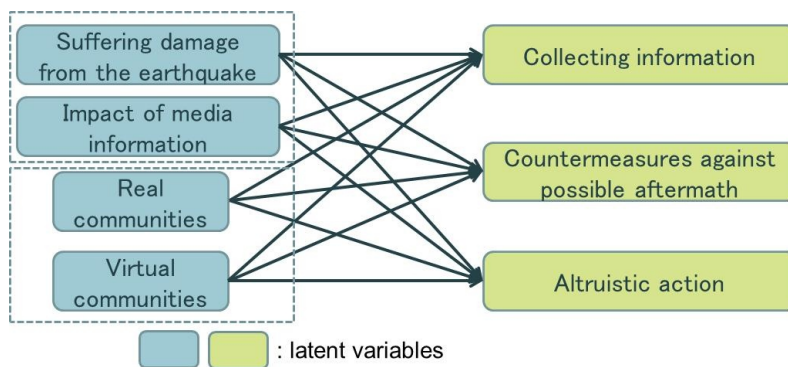 Suffering damage
from the earthquake
Impact of media
information
Real
communities
Virtual
communities
Collecting information
Countermeasures against
possible aftermath
Altruistic action
: latent variables